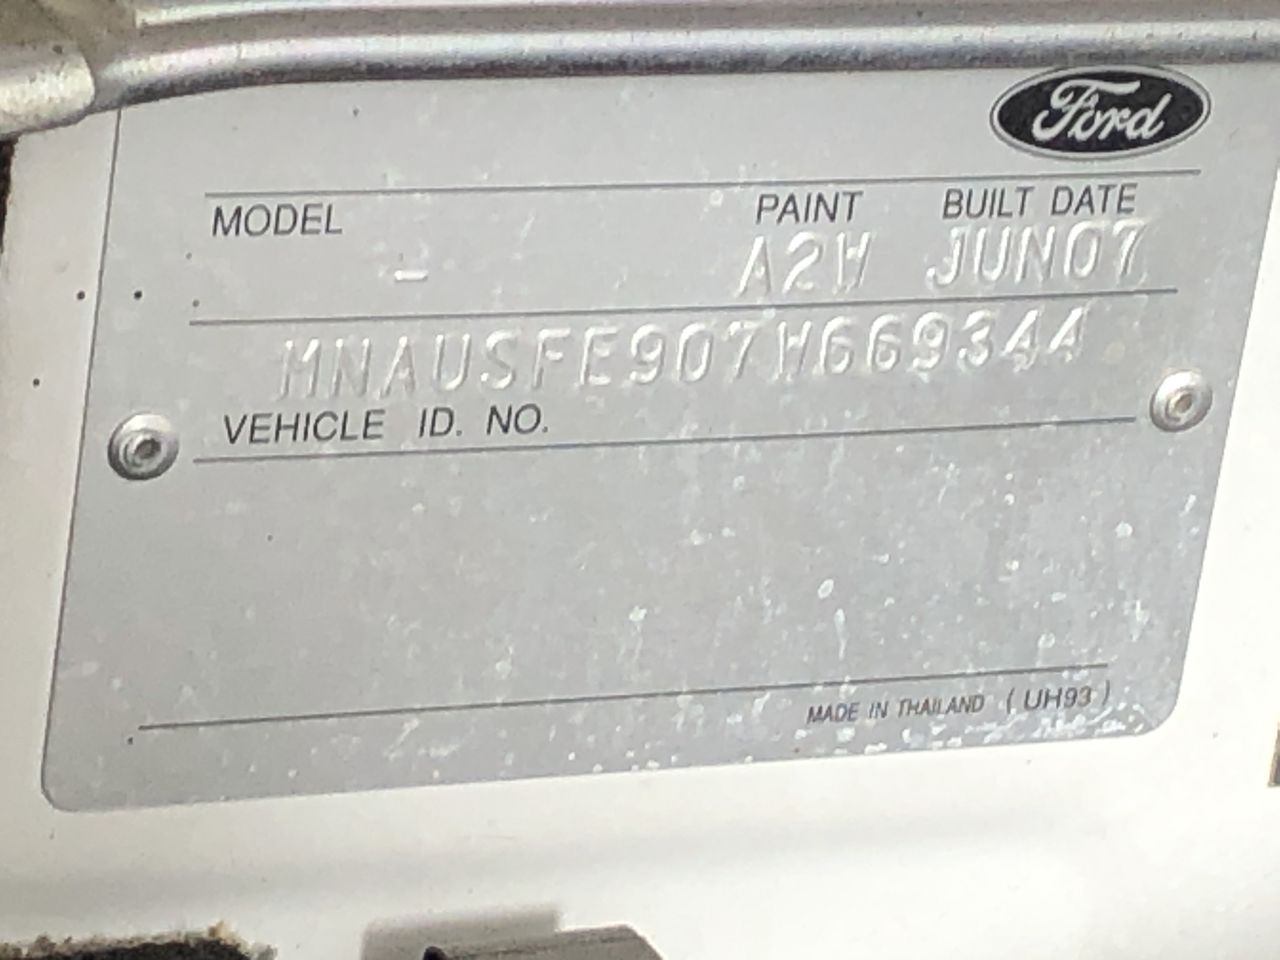 Ford
MODEL PAINT BUILT DATE
- A2W JUN07
MNAUSFE907W669344
VEHICLE ID. NO.
MADE IN THAILAND (UH93)